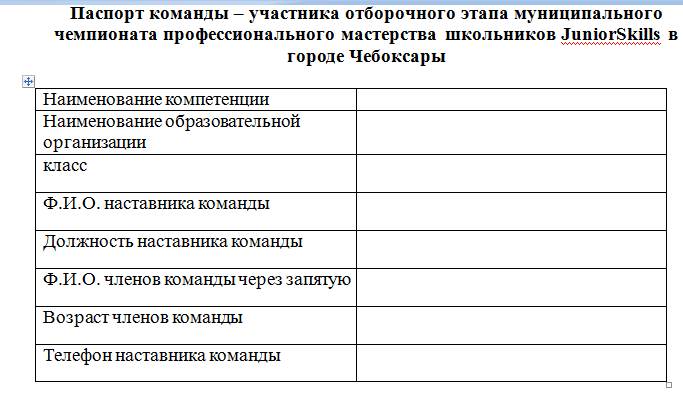 Паспорт команды – участника отборочного этапа муниципального
чемпионата профессионального мастерства школьников JuniorSkills в
городе Чебоксары
Наименование компетенции
Наименование образовательной
организации
класс
Ф.И.О. наставника команды
Должность наставника команды
Ф.И.О. членов команды через запятую
Возраст членов команды
Телефон наставника команды